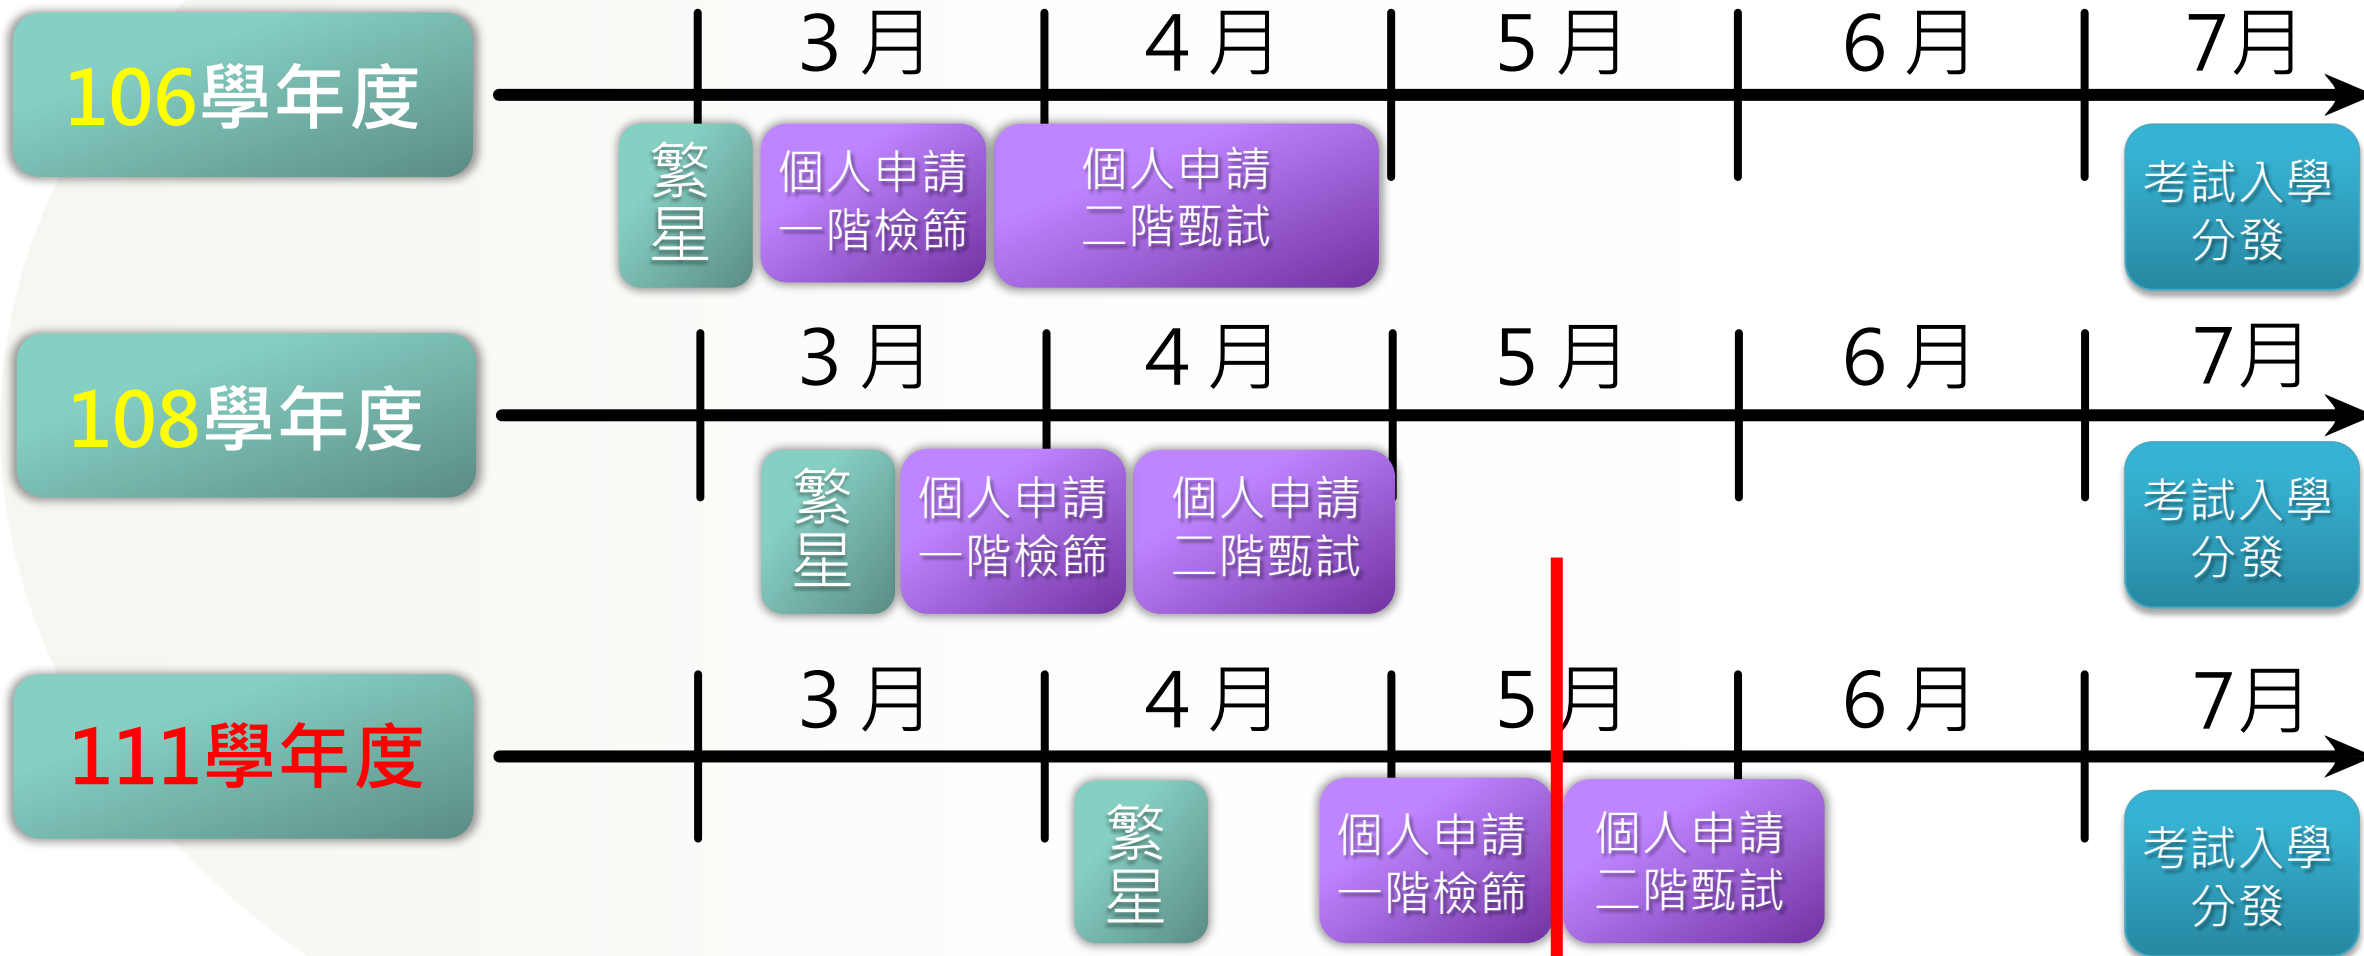 106學年度
3 月 4 月 5 月 6 月 7月
繁星
個人申請
一階檢篩
個人申請
二階甄試
考試入學
分發
108學年度
3 月 4 月 5 月 6 月 7月
繁星
個人申請
一階檢篩
個人申請
二階甄試
考試入學
分發
111學年度
3 月 4 月 5 月 6 月 7月
繁星
個人申請
一階檢篩
個人申請
二階甄試
考試入學
分發